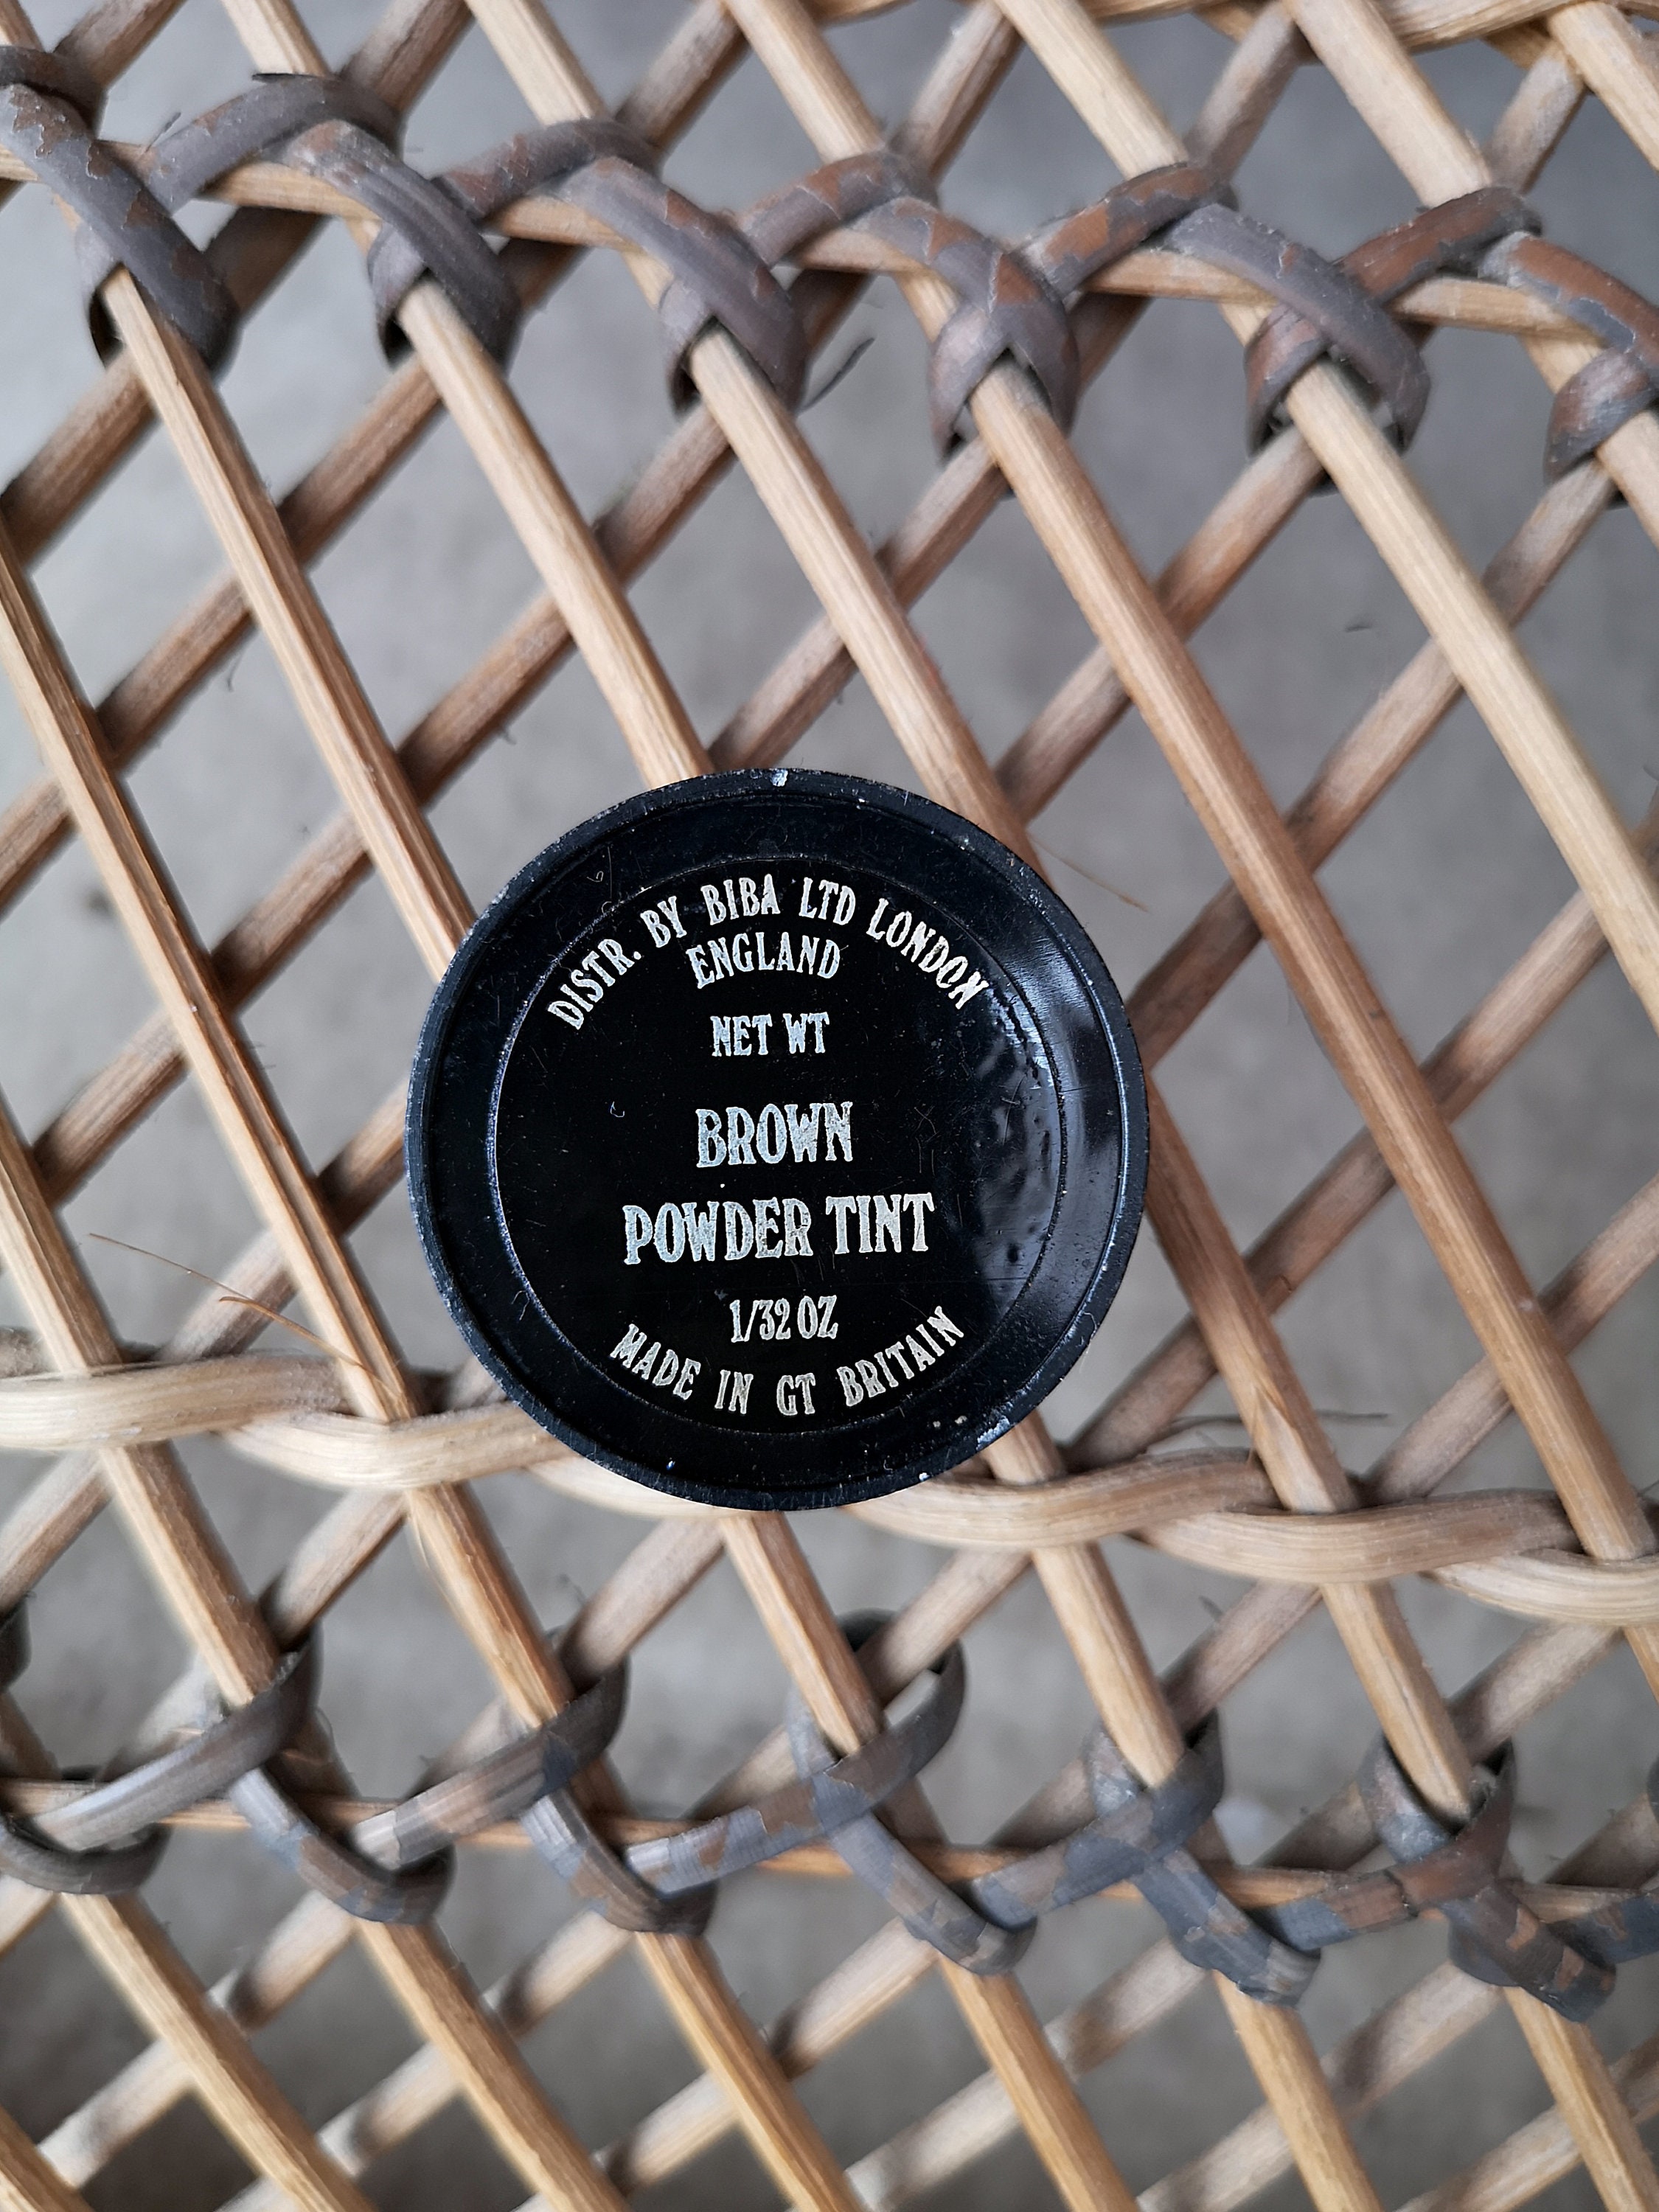 DISTR. BY BIBA LTD LONDON
ENGLAND
NET WT
BROWN
POWDER TINT
1/32 OZ
MADE IN GT BRITAIN